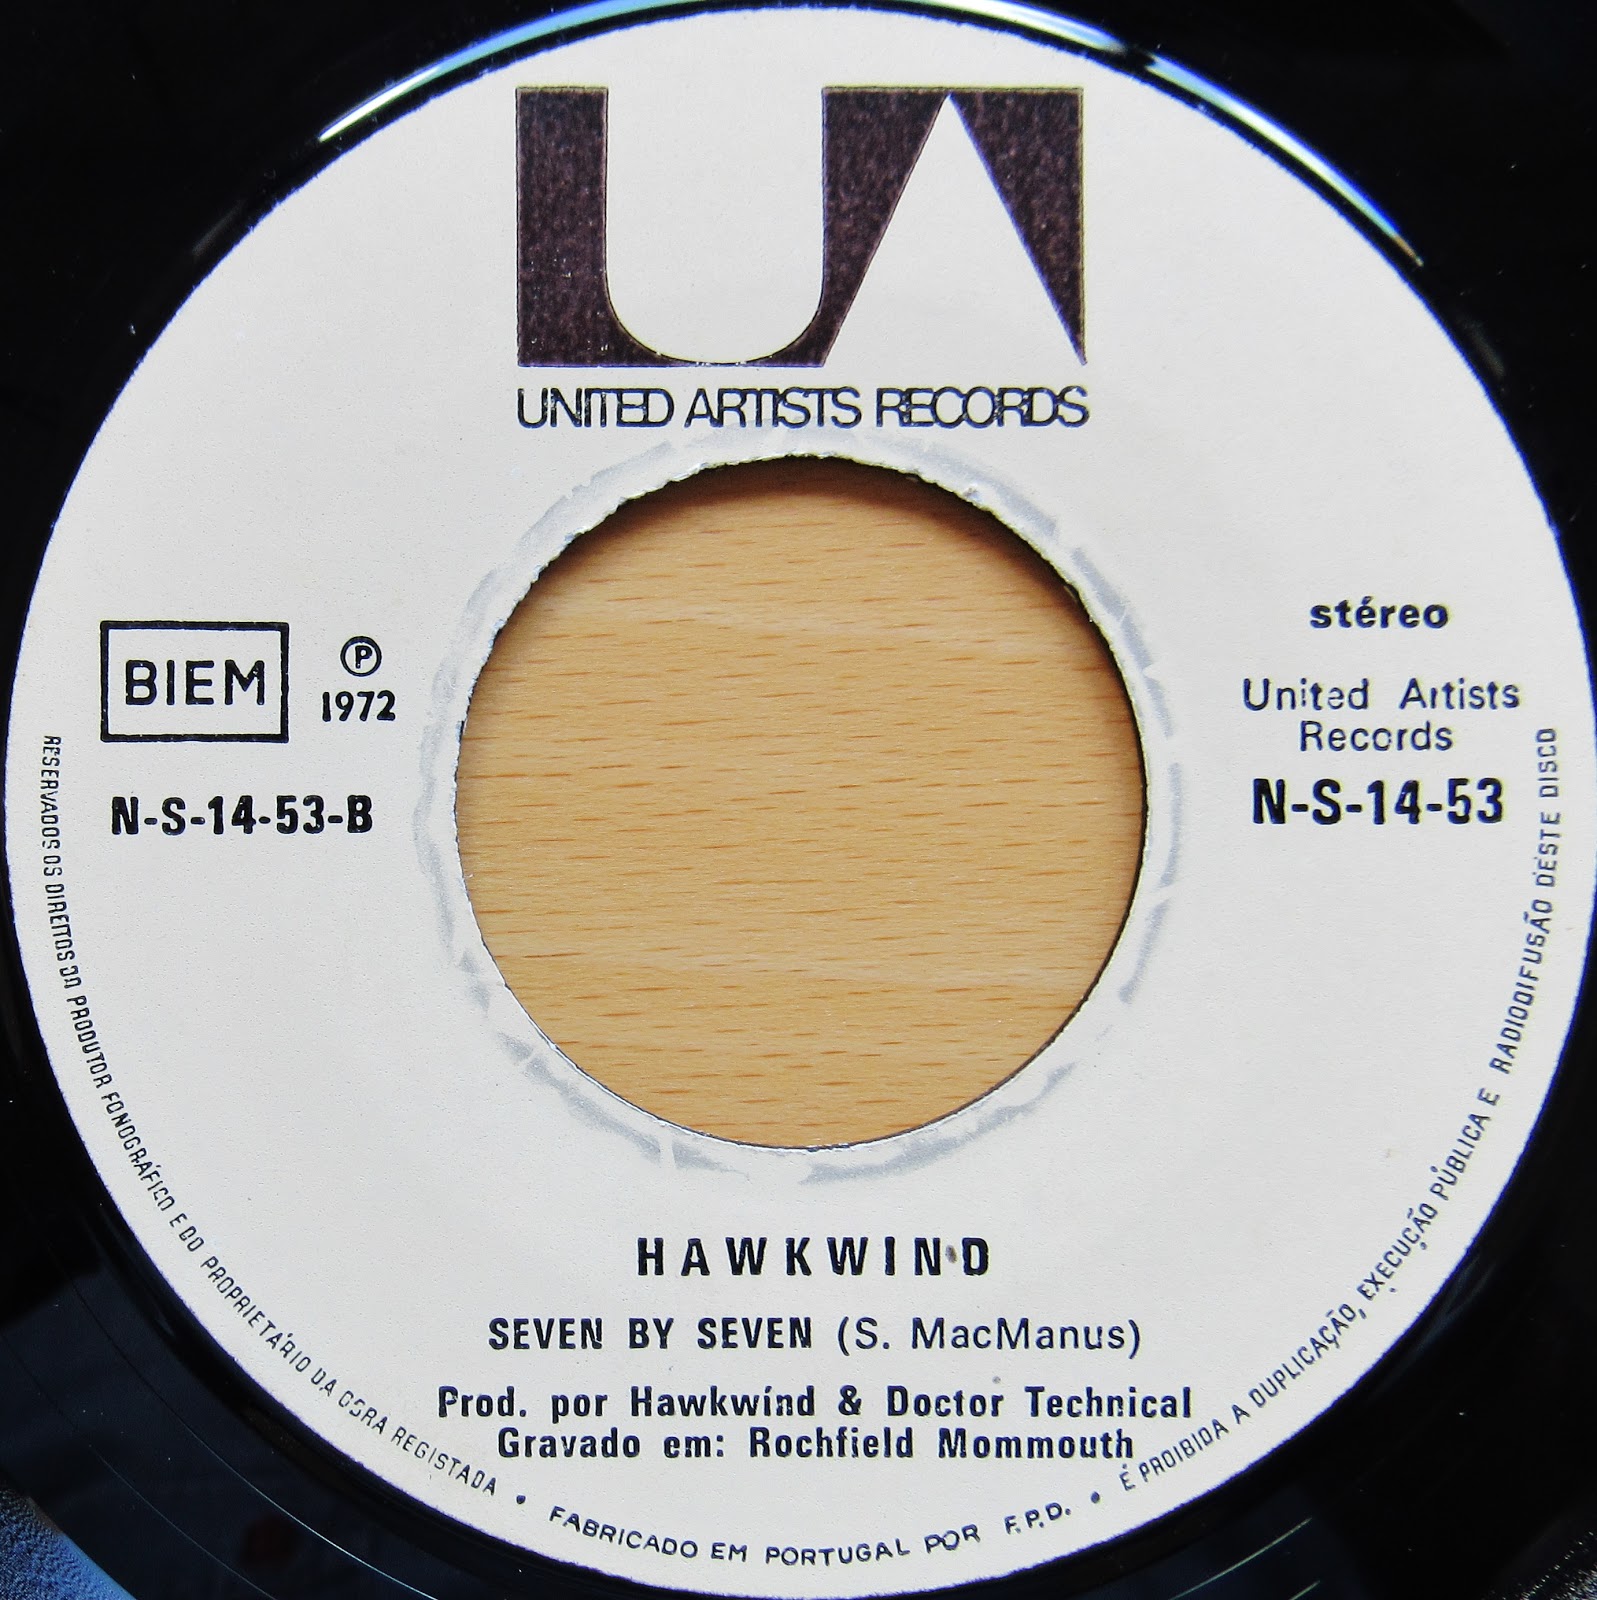 UA
UNITED ARTISTS RECORDS
BIEM
℗
1972
N-S-14-53-B
stéreo
United Artists
Records
N-S-14-53
HAWKWIND
SEVEN BY SEVEN (S. MacManus)
Prod. por Hawkwind & Doctor Technical
Gravado em: Rochfield Mommouth
RESERVADOS OS DIREITOS DO PRODUTOR FONOGRÁFICO E DO PROPRIETÁRIO DA OBRA REGISTADA • FABRICADO EM PORTUGAL POR F.P.D. • É PROIBIDA A DUPLICAÇÃO, EXECUÇÃO PÚBLICA E RADIODIFUSÃO DESTE DISCO